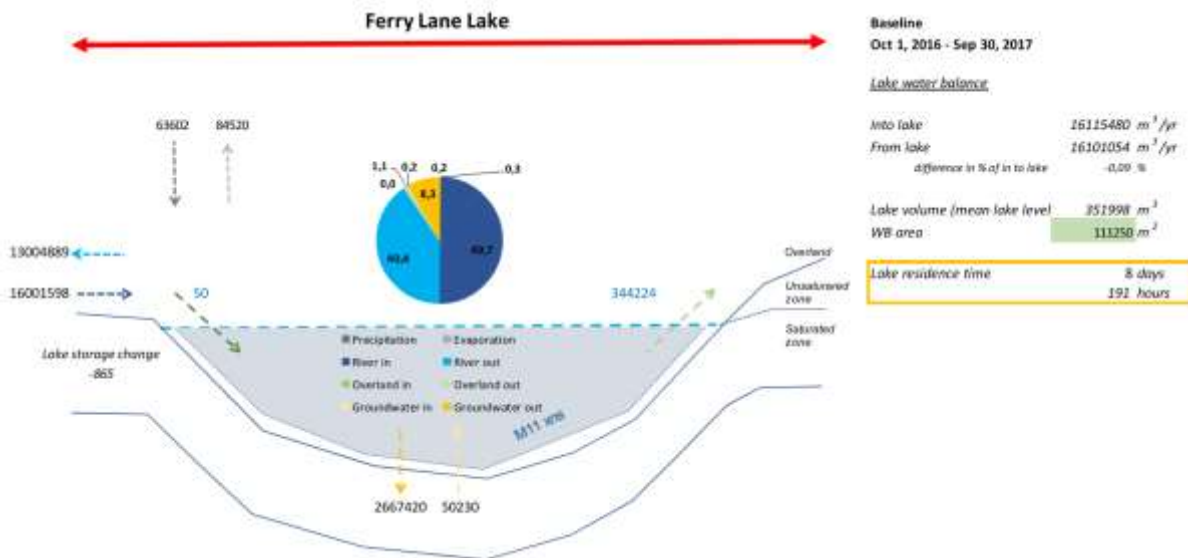 Ferry Lane Lake
Baseline
Oct 1, 2016 - Sep 30, 2017
Lake water balance
63602 84520
Into lake 16115480 m³/yr
From lake 16101054 m³/yr
difference in % of in to lake -0,09 %
1,1 0,2 0,2 0,3
0,0
8,3
Lake volume (mean lake level 351998 m³
WB area 111250 m²
13004889
16001598
50
344224
Overland
Unsaturated
zone
Saturated
zone
Lake residence time 8 days
191 hours
Lake storage change
-865
Precipitation Evaporation
River in River out
Overland in Overland out
Groundwater in Groundwater out
M11 WB
2667420 50230